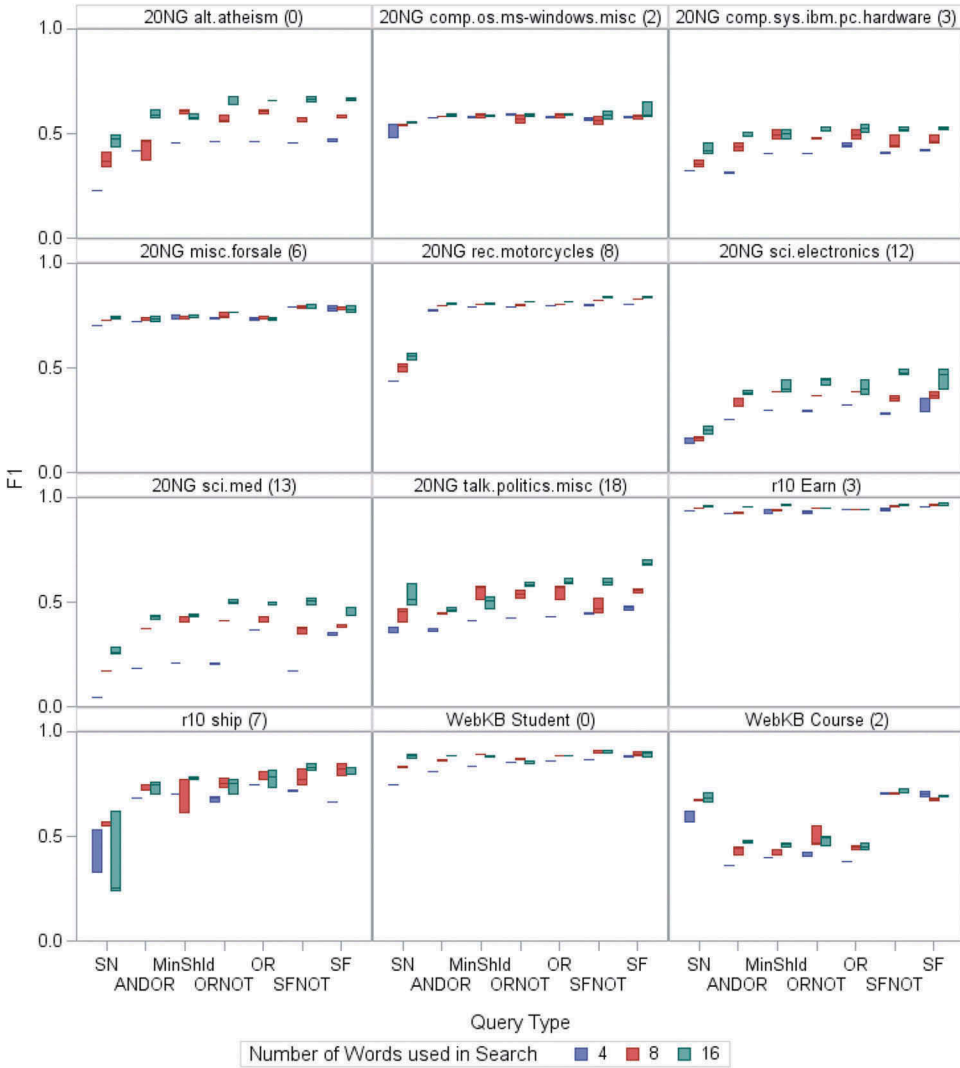 20NG alt.atheism (0) 20NG comp.os.ms-windows.misc (2) 20NG comp.sys.ibm.pc.hardware (3)
1.0
0.5
0.0
20NG misc.forsale (6) 20NG rec.motorcycles (8) 20NG sci.electronics (12)
1.0
0.5
0.0
F1
20NG sci.med (13) 20NG talk.politics.misc (18) r10 Earn (3)
1.0
0.5
0.0
r10 ship (7) WebKB Student (0) WebKB Course (2)
1.0
0.5
0.0
SN MinShld OR SF SN MinShld OR SF SN MinShld OR SF
ANDOR ORNOT SFNOT ANDOR ORNOT SFNOT ANDOR ORNOT SFNOT
Query Type
Number of Words used in Search 4 8 16